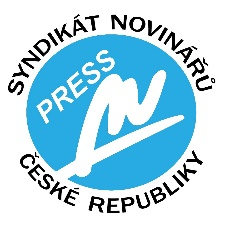 SYNDIKÁT NOVINÁŘŮ
PRESS
ČESKÉ REPUBLIKY